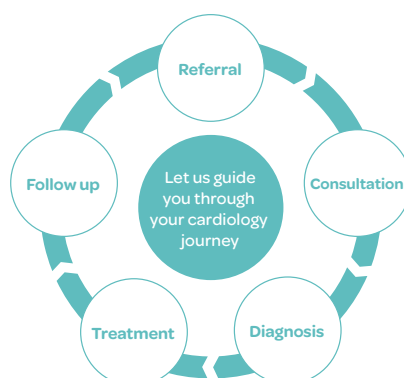 Referral
Consultation
Diagnosis
Treatment
Follow up
Let us guide
you through
your cardiology
journey